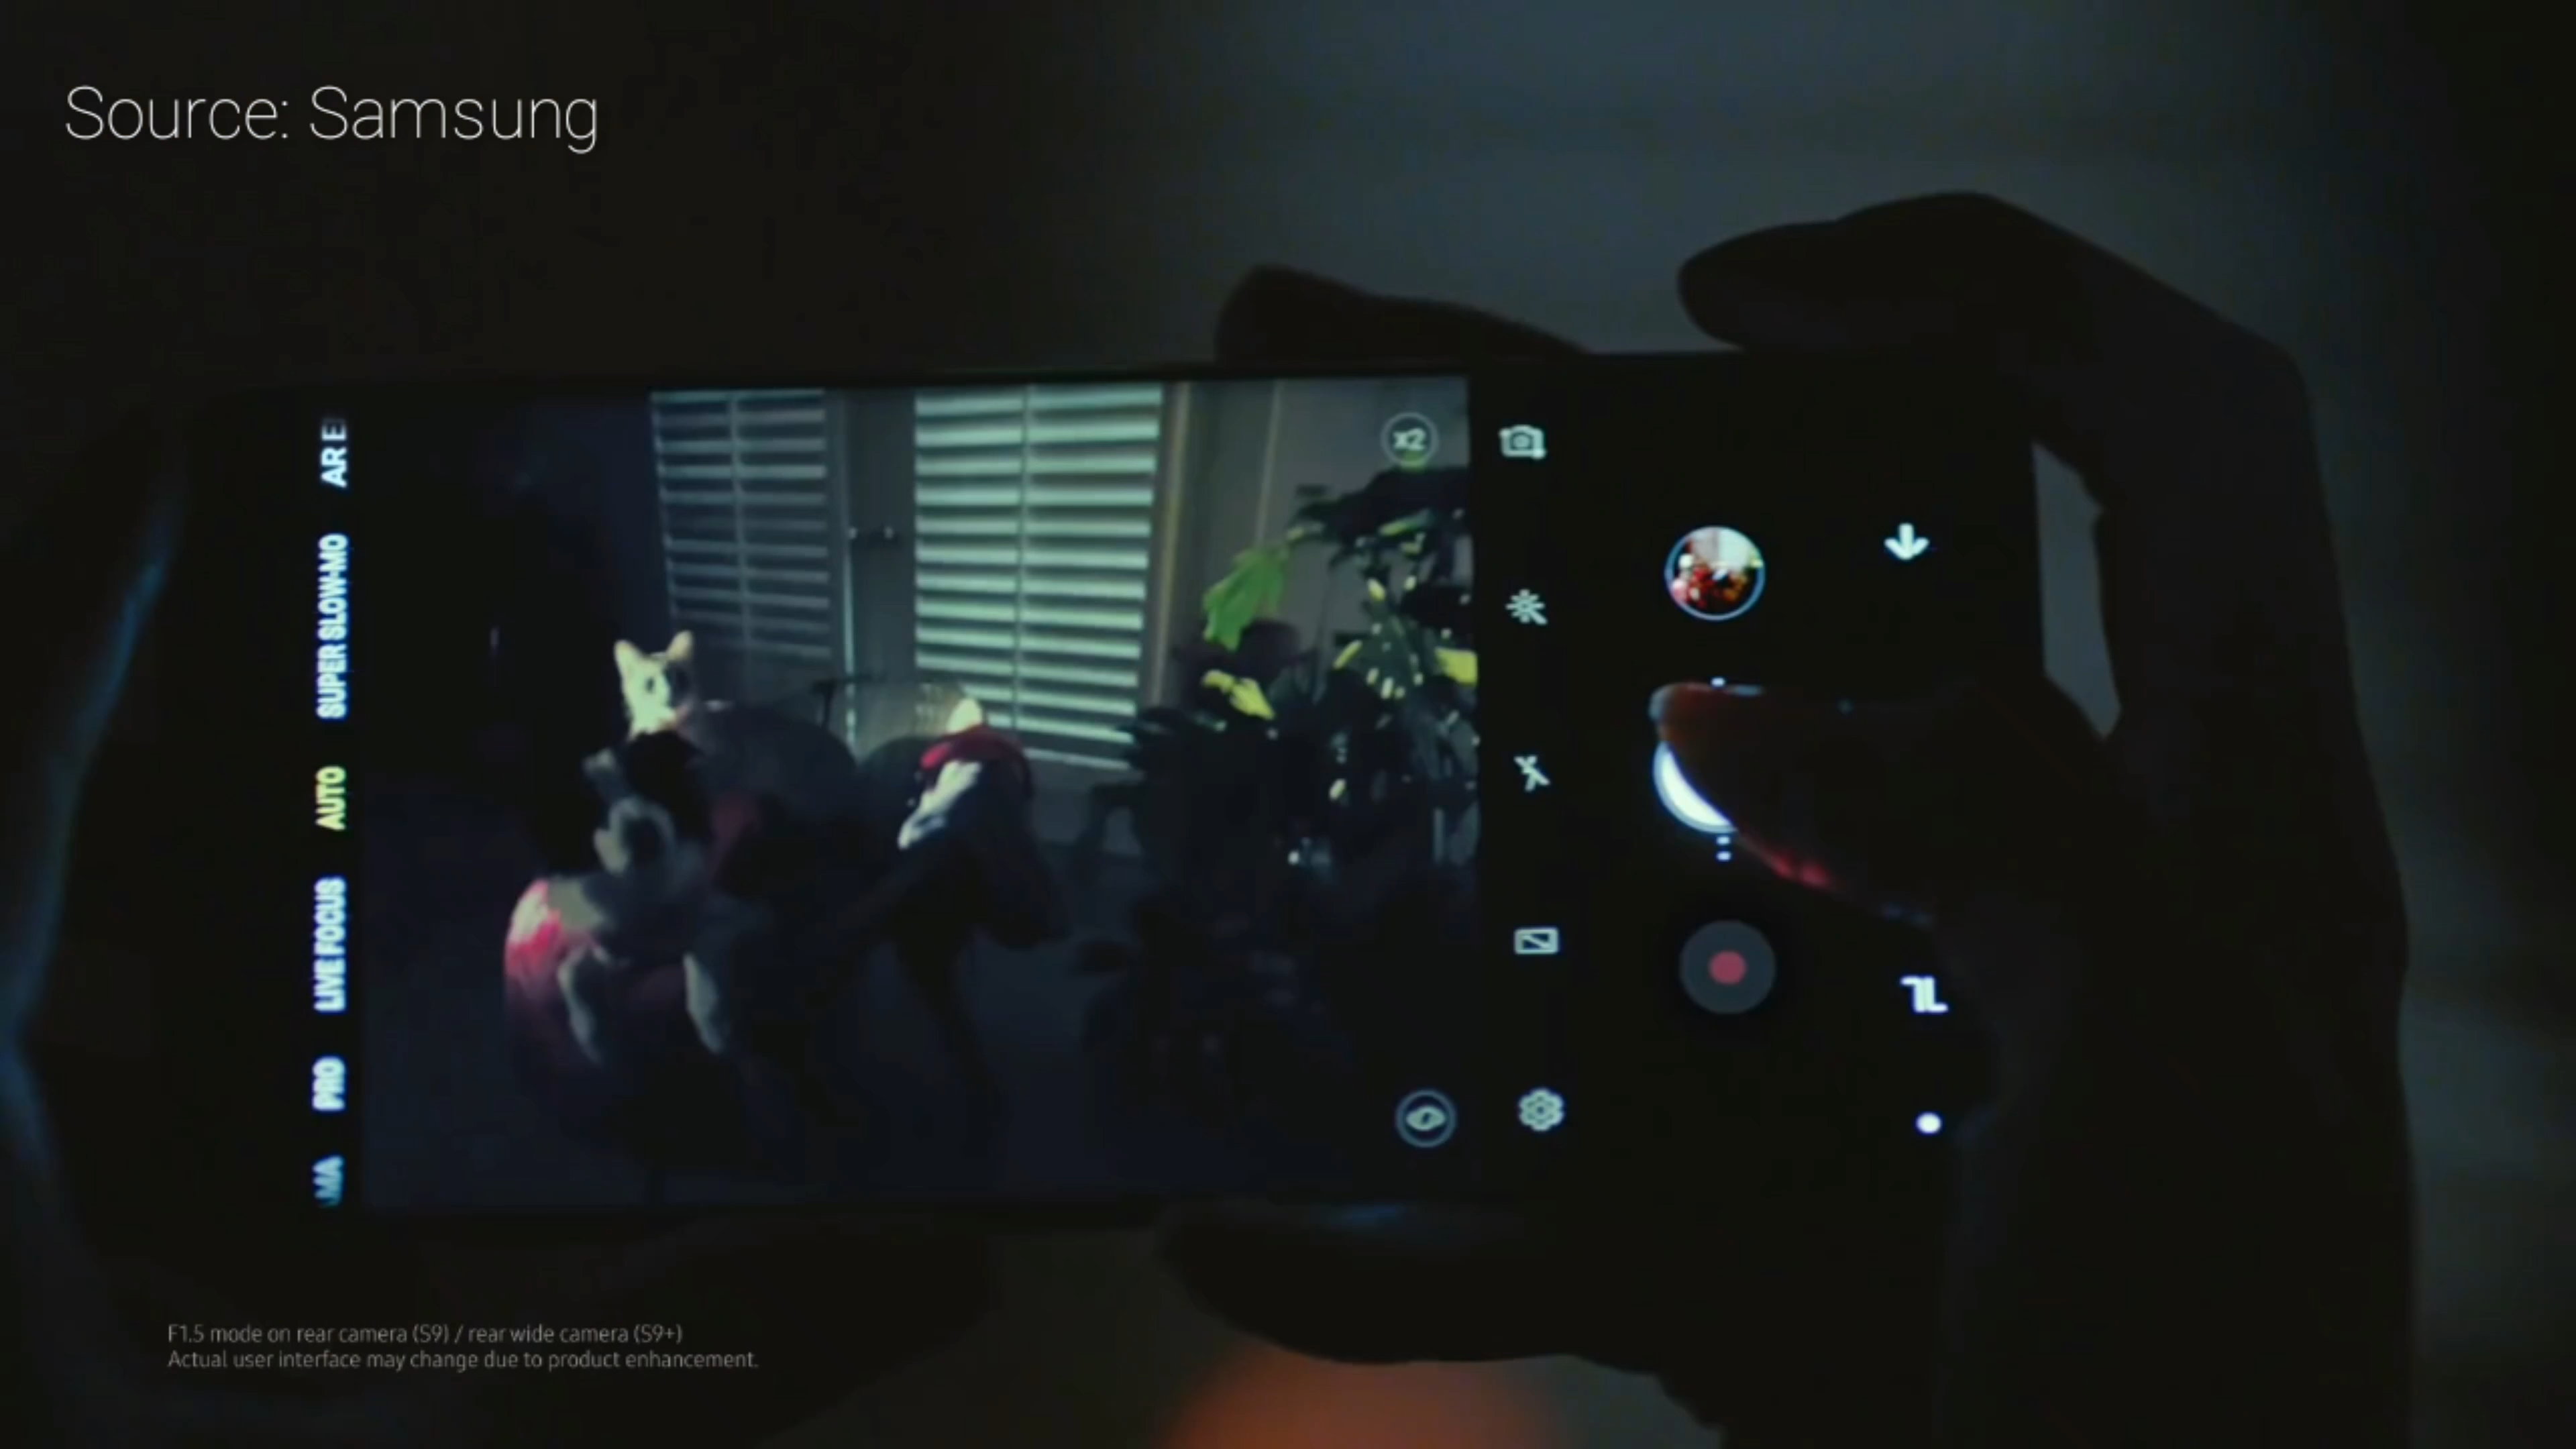 Source: Samsung
AR E
SUPER SLOW-MO
AUTO
LIVE FOCUS
PRO
MA
x2
F1.5 mode on rear camera (S9) / rear wide camera (S9+)
Actual user interface may change due to product enhancement.